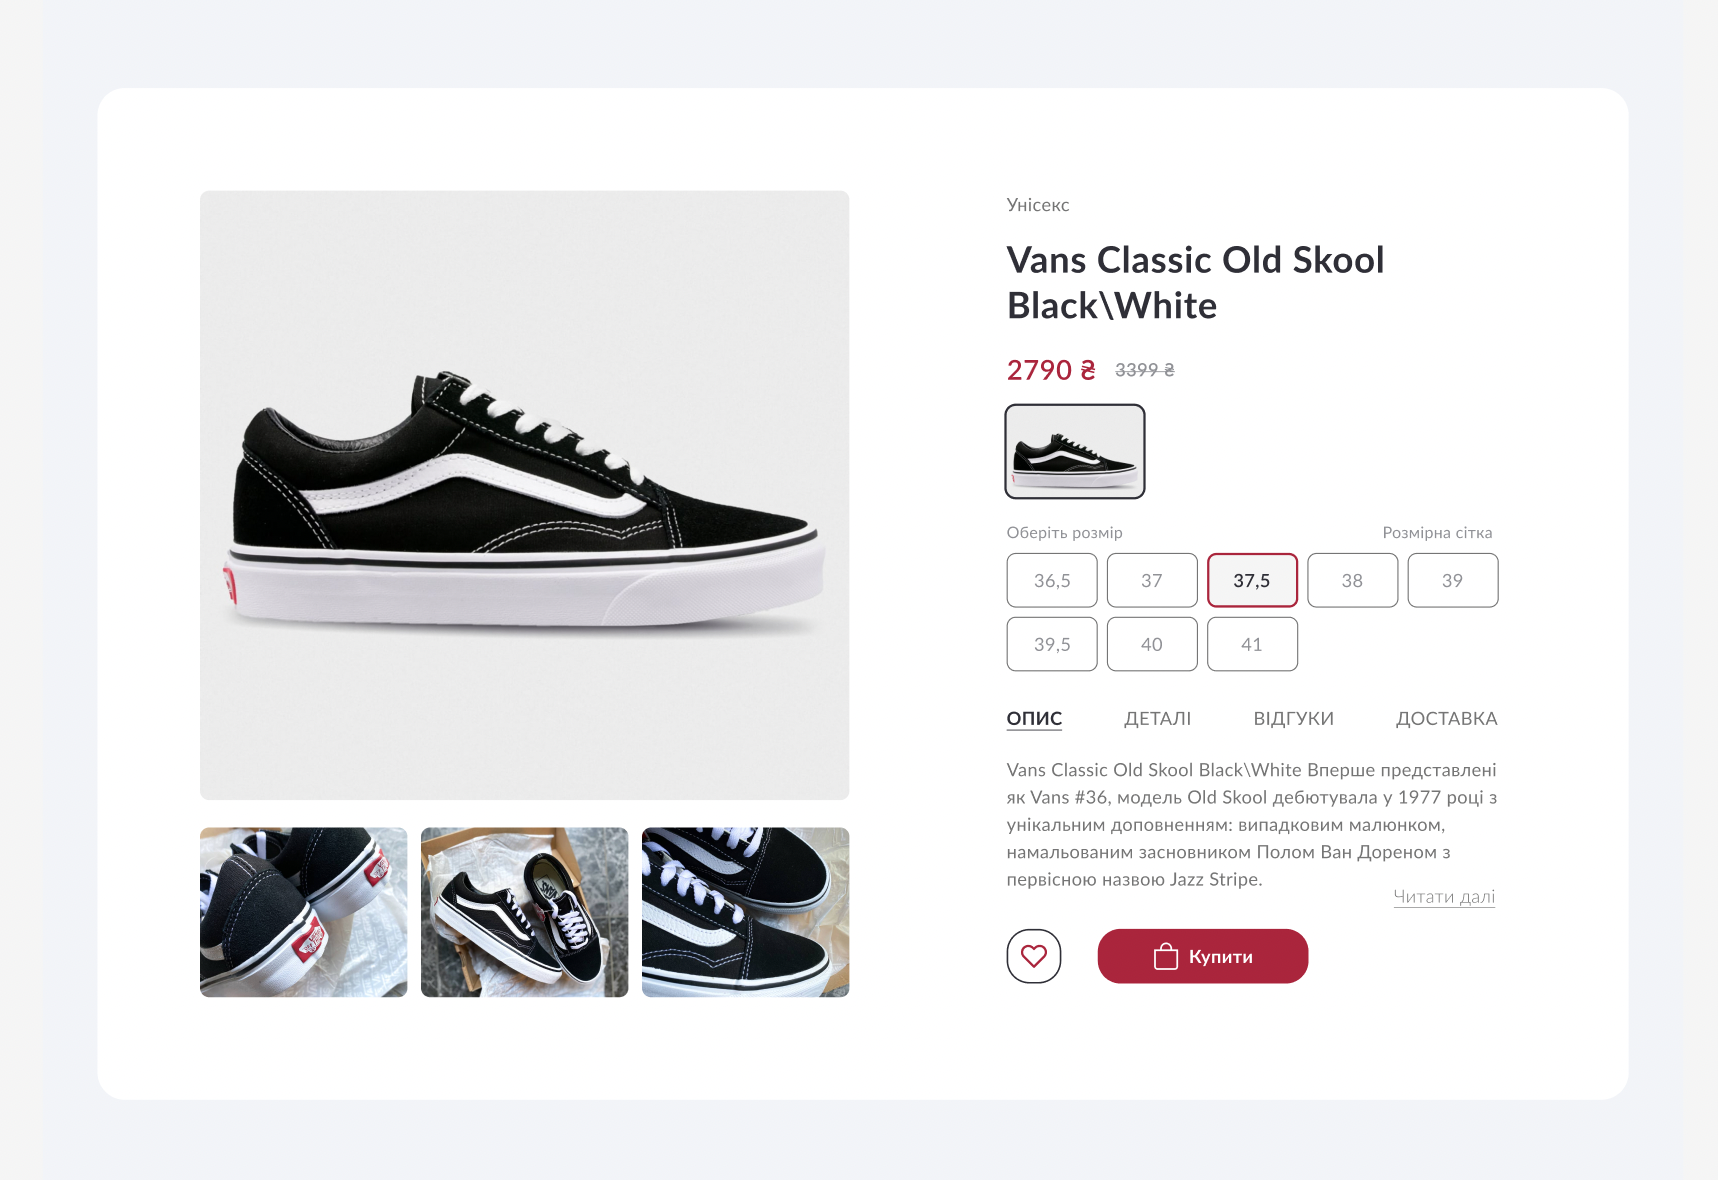 Унісекс
Vans Classic Old Skool
Black\White
2790 ₴ 3399 ₴
Оберіть розмір Розмірна сітка
36,5 37 37,5 38 39
39,5 40 41
ОПИС ДЕТАЛІ ВІДГУКИ ДОСТАВКА
Vans Classic Old Skool Black\White Вперше представлені
як Vans #36, модель Old Skool дебютувала у 1977 році з
унікальним доповненням: випадковим малюнком,
намальованим засновником Полом Ван Дореном з
первісною назвою Jazz Stripe.
Читати далі
Купити